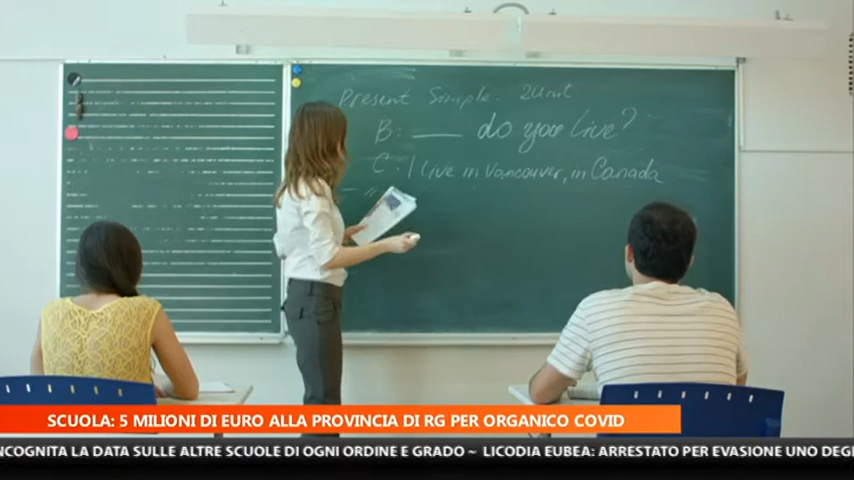 Present Simple. 2Unit
B: ____ do you live?
C: I live in Vancouver, in Canada
SCUOLA: 5 MILIONI DI EURO ALLA PROVINCIA DI RG PER ORGANICO COVID
NCOGNITA LA DATA SULLE ALTRE SCUOLE DI OGNI ORDINE E GRADO ~ LICODIA EUBEA: ARRESTATO PER EVASIONE UNO DEGL